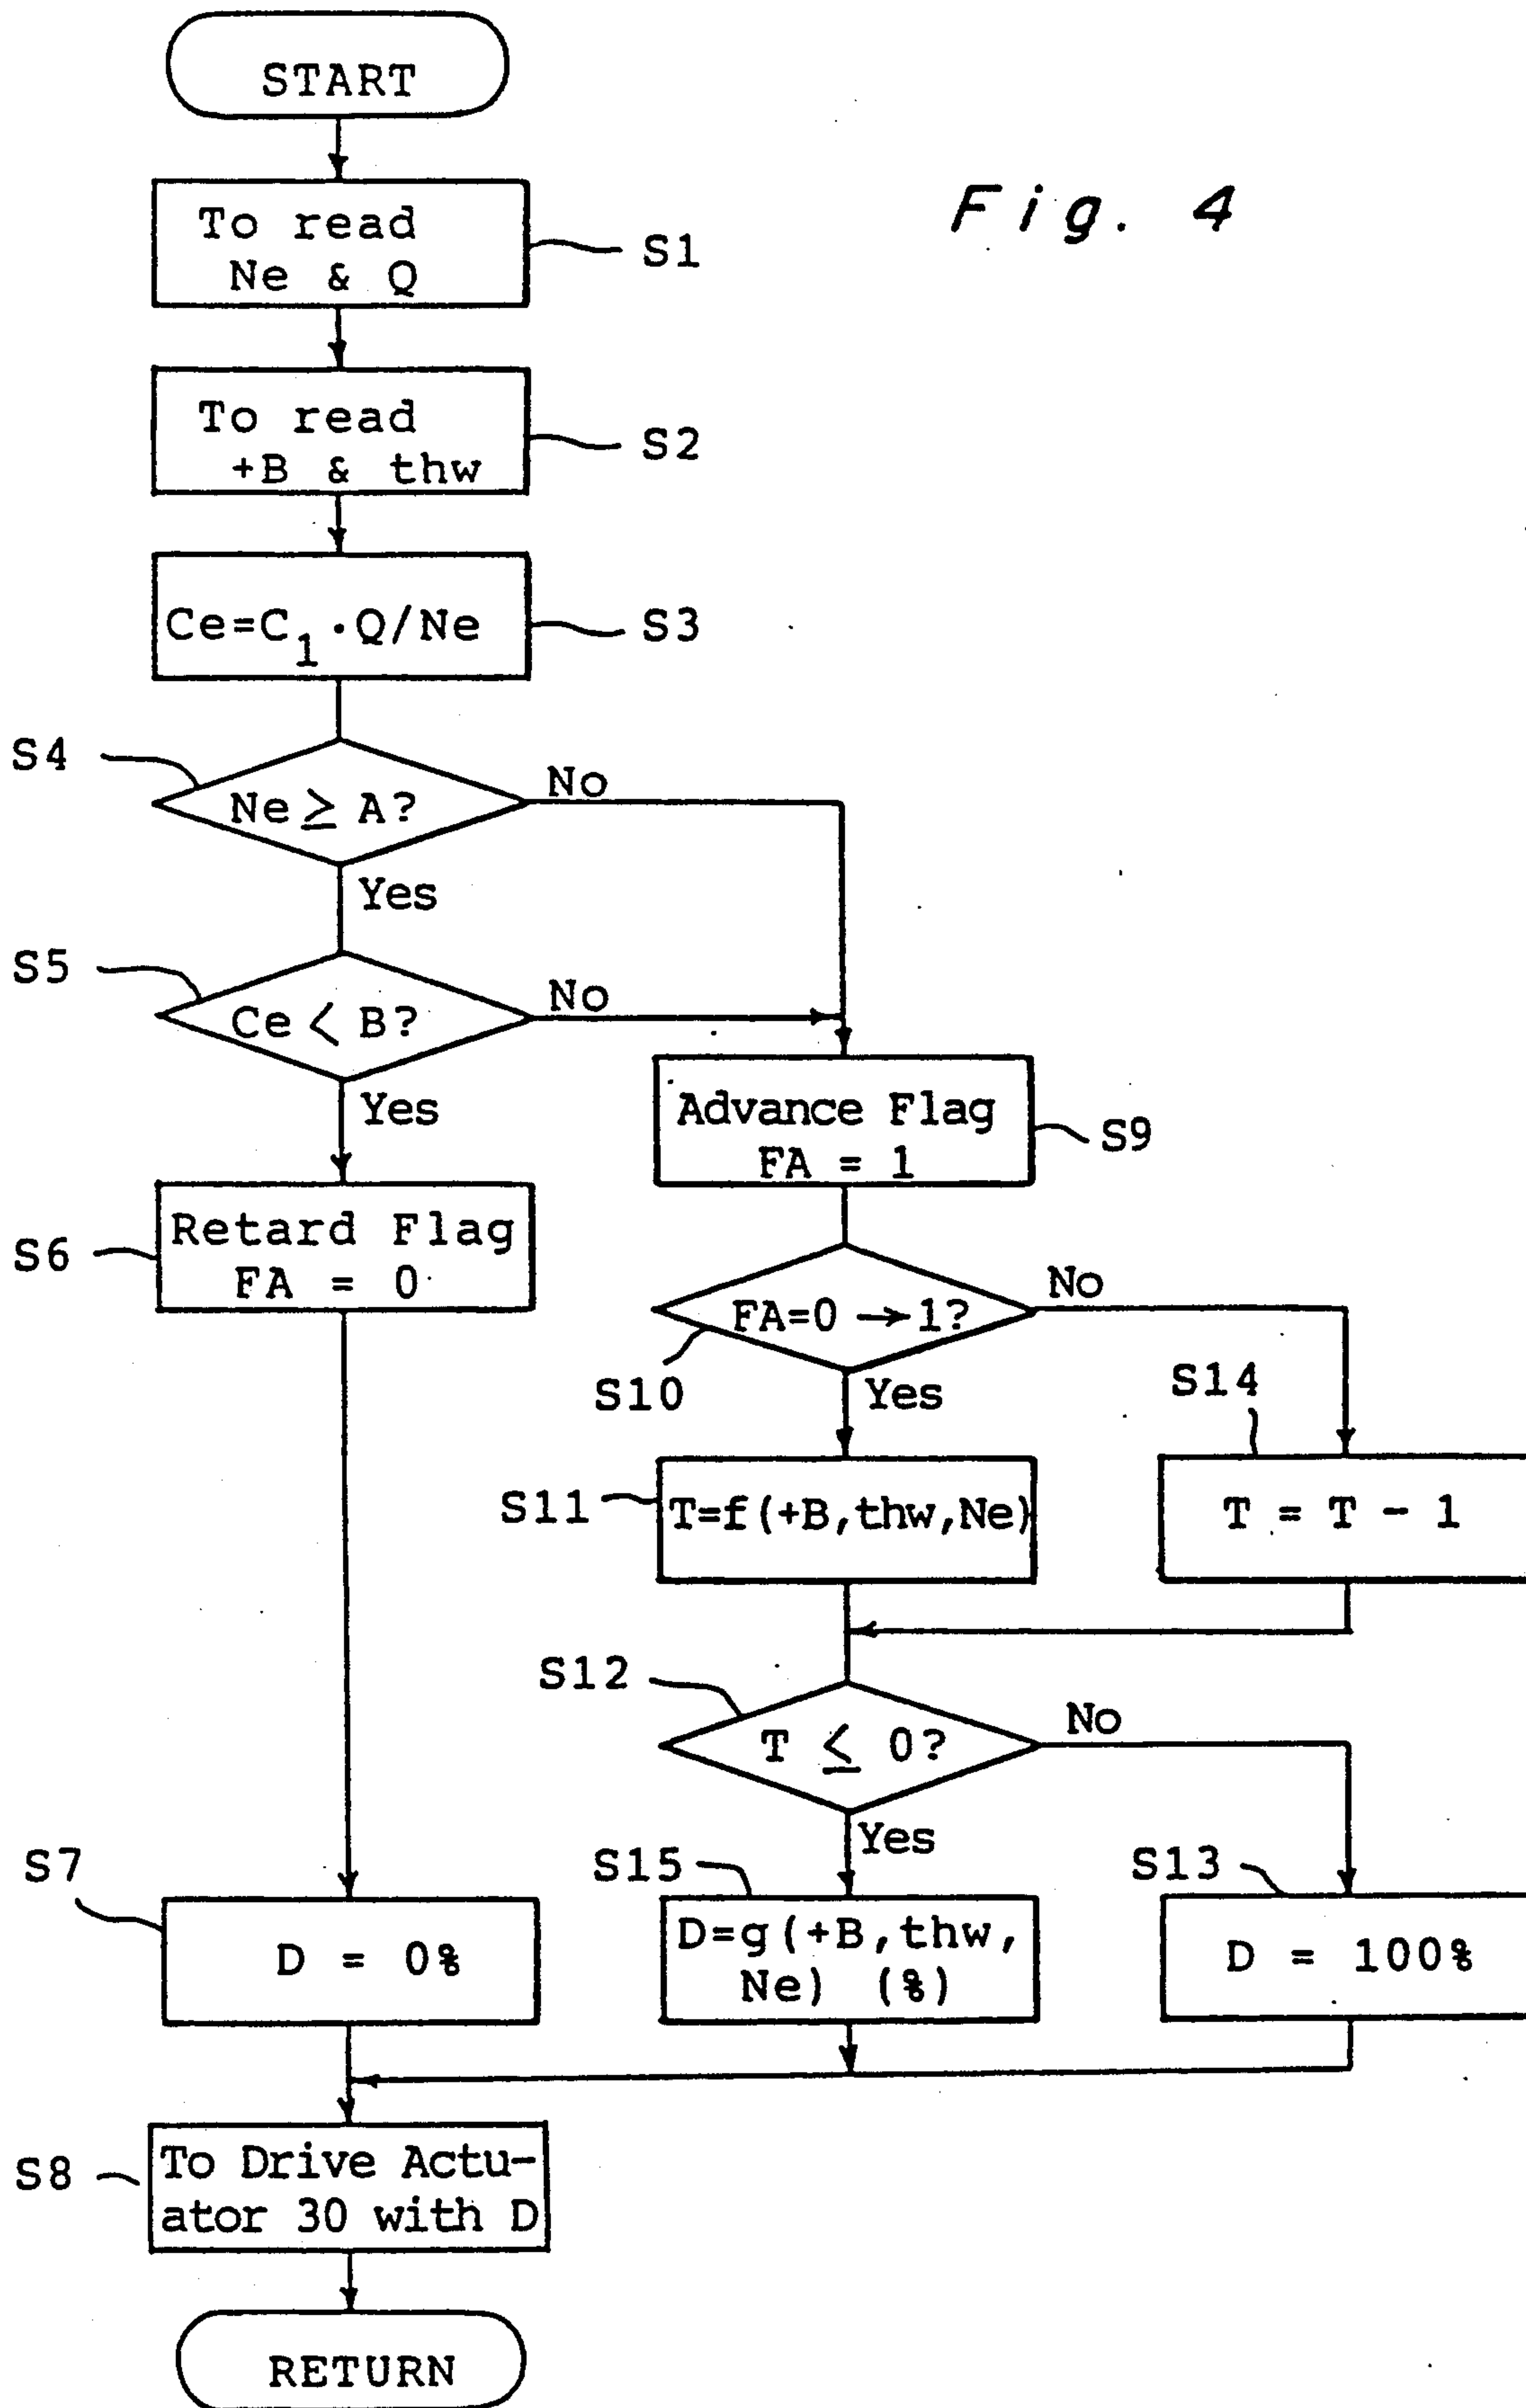 START
Fig. 4
To read
Ne & Q
S1
To read
+B & thw
S2
Ce=C₁·Q/Ne
S3
S4
Ne ≥ A?
No
Yes
S5
Ce < B?
No
Yes
Advance Flag
FA = 1
S9
Retard Flag
FA = 0
S6
FA=0 → 1?
No
S10
Yes
S14
S11
T=f(+B,thw,Ne)
T = T - 1
S12
T ≤ 0?
No
Yes
S7
S15
S13
D = 0%
D=g(+B,thw,
Ne) (%)
D = 100%
S8
To Drive Actu-
ator 30 with D
RETURN